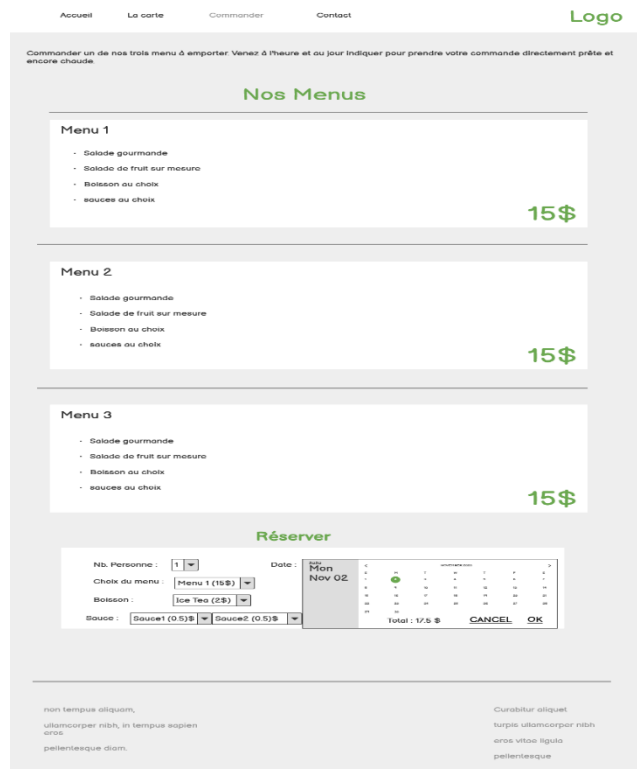 Accueil La carte Commander Contact Logo
Commander un de nos trois menu à emporter. Venez à l'heure et au jour indiquer pour prendre votre commande directement prête et
encore chaude.
Nos Menus
Menu 1
Salade gourmande
Salade de fruit sur mesure
Boisson au choix
sauces au choix
15$
Menu 2
Salade gourmande
Salade de fruit sur mesure
Boisson au choix
sauces au choix
15$
Menu 3
Salade gourmande
Salade de fruit sur mesure
Boisson au choix
sauces au choix
15$
Réserver
Nb. Personne : 1 Date :
Mon
Nov 02
Choix du menu : Menu 1 (15$)
Boisson : Ice Tea (2$)
Sauce : Sauce1 (0.5)$ Sauce2 (0.5)$
Total : 17.5 $ CANCEL OK
non tempus aliquam,
ullamcorper nibh, in tempus sapien
eros
pellentesque diam.
Curabitur aliquet
turpis ullamcorper nibh
eros vitae ligula
pellentesque